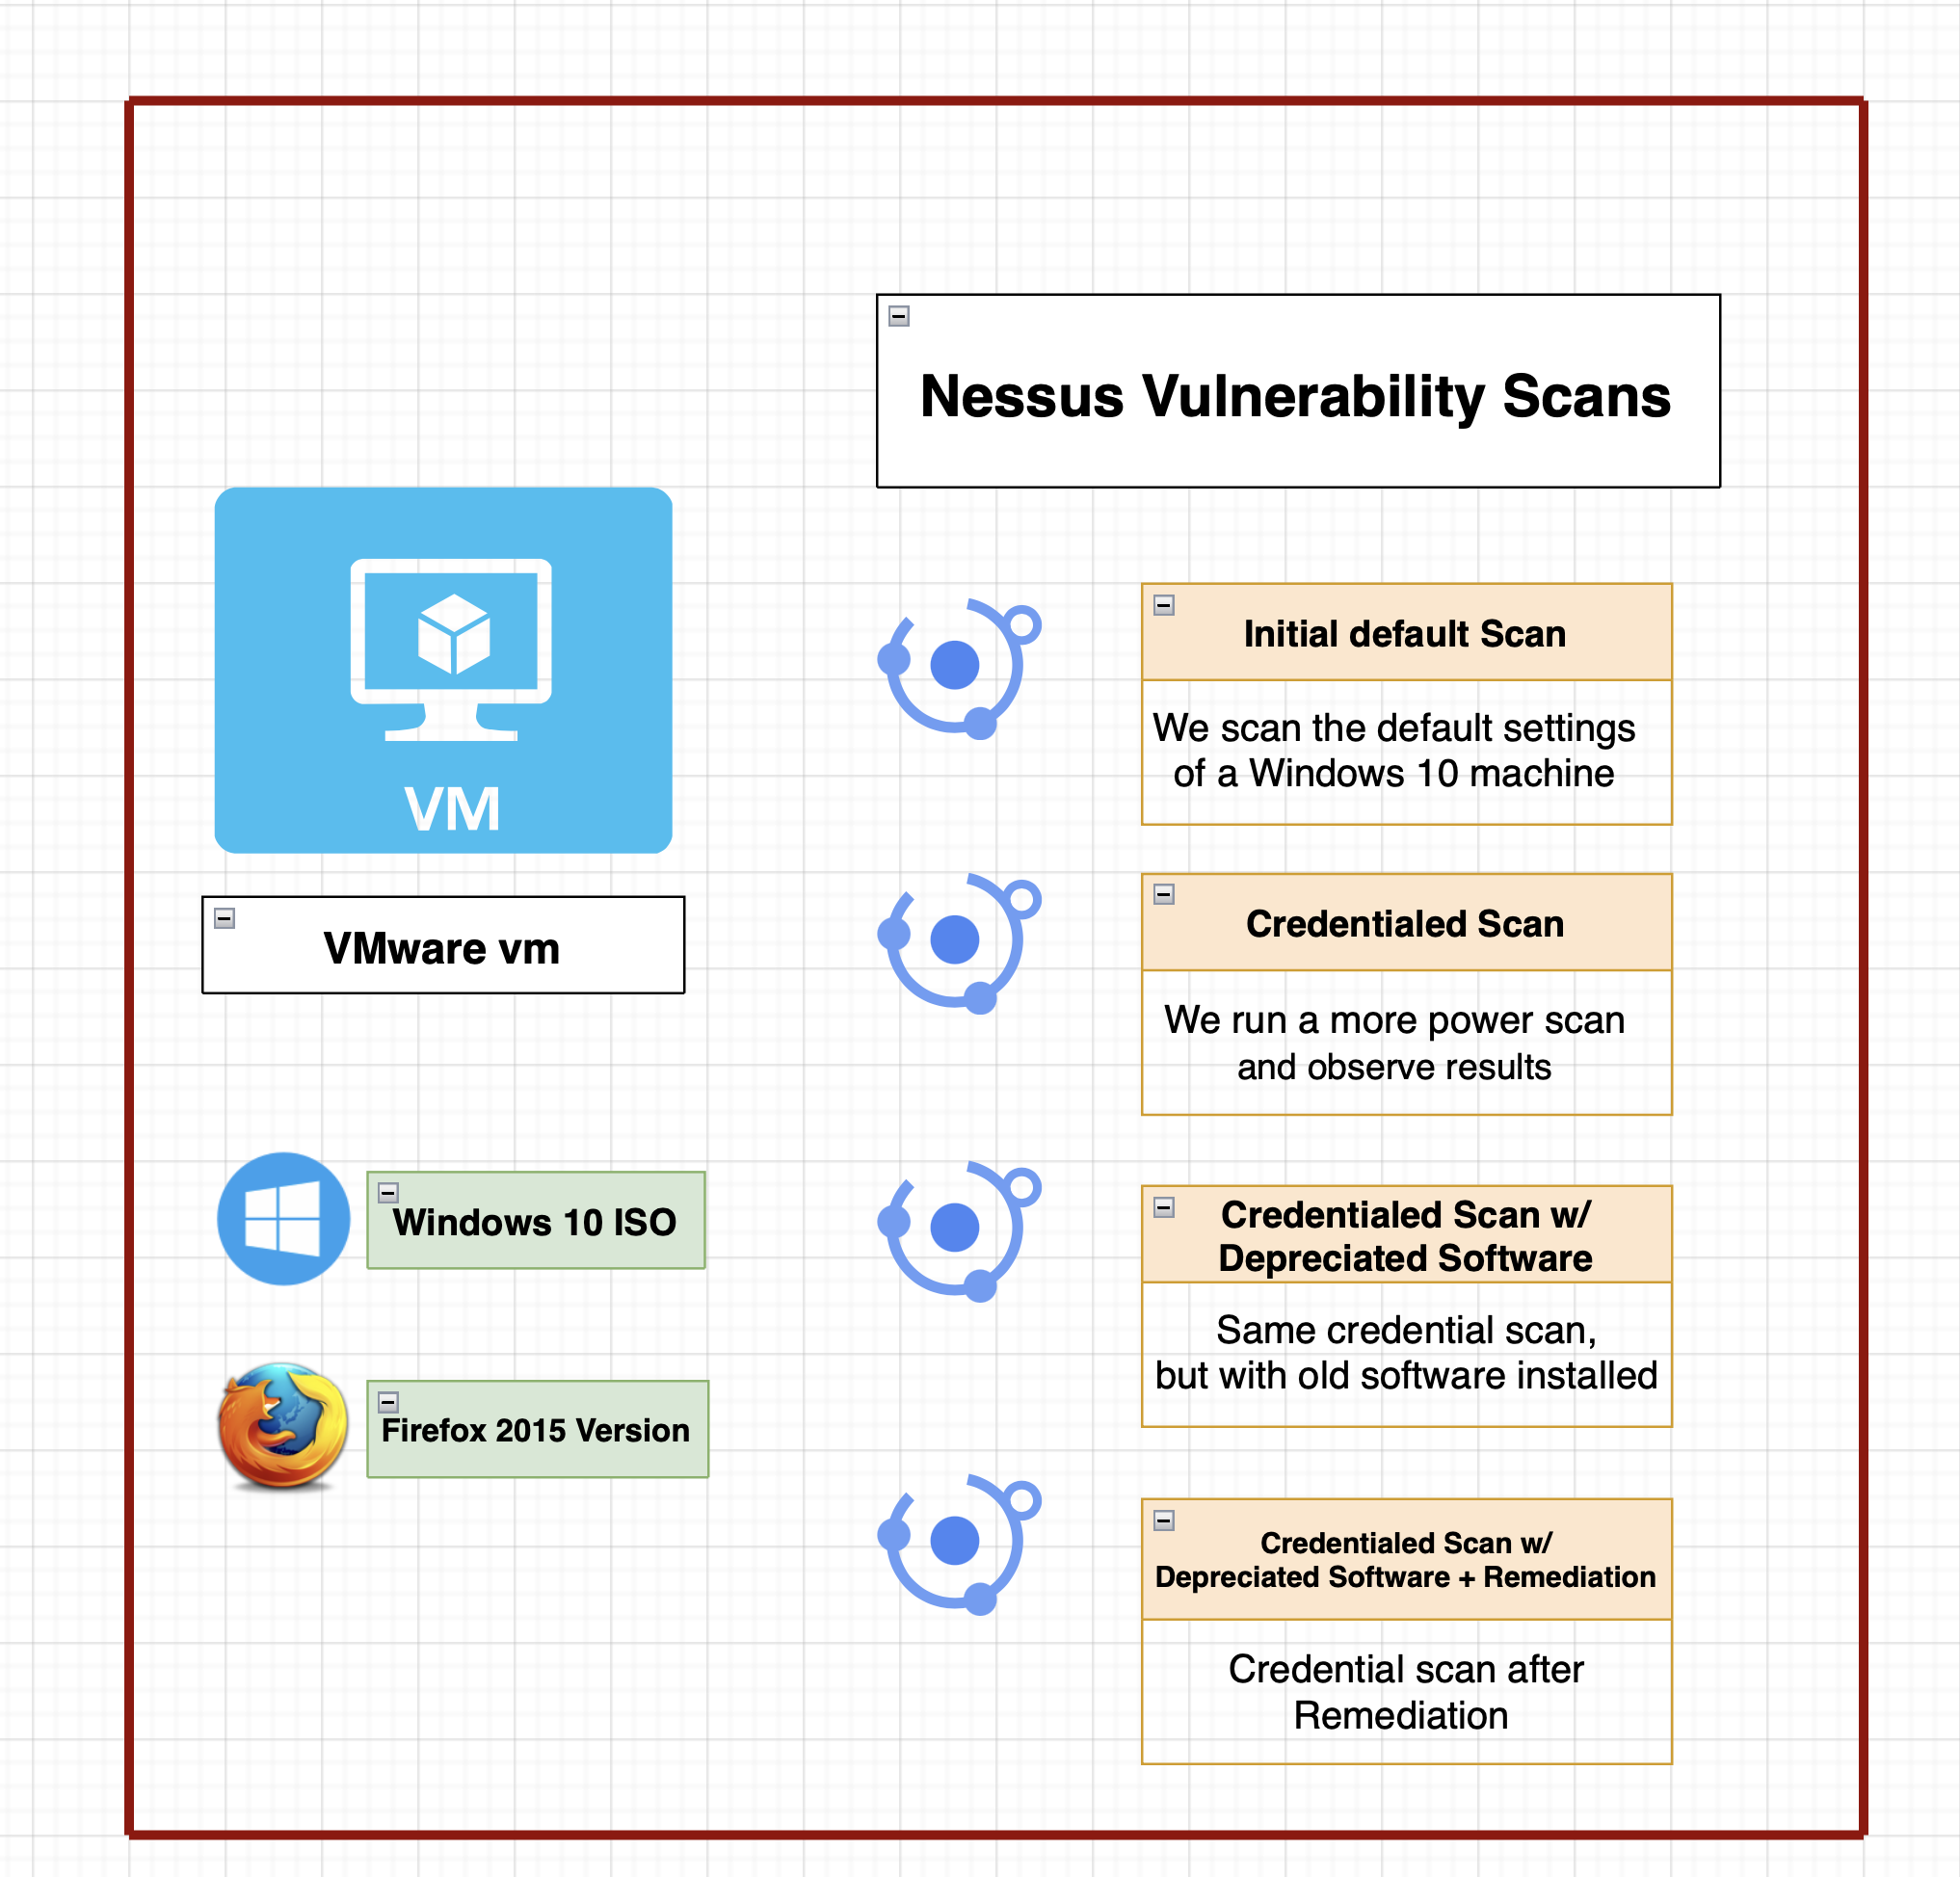 Nessus Vulnerability Scans
VM
VMware vm
Windows 10 ISO
Firefox 2015 Version
Initial default Scan
We scan the default settings
of a Windows 10 machine
Credentialed Scan
We run a more power scan
and observe results
Credentialed Scan w/
Depreciated Software
Same credential scan,
but with old software installed
Credentialed Scan w/
Depreciated Software + Remediation
Credential scan after
Remediation